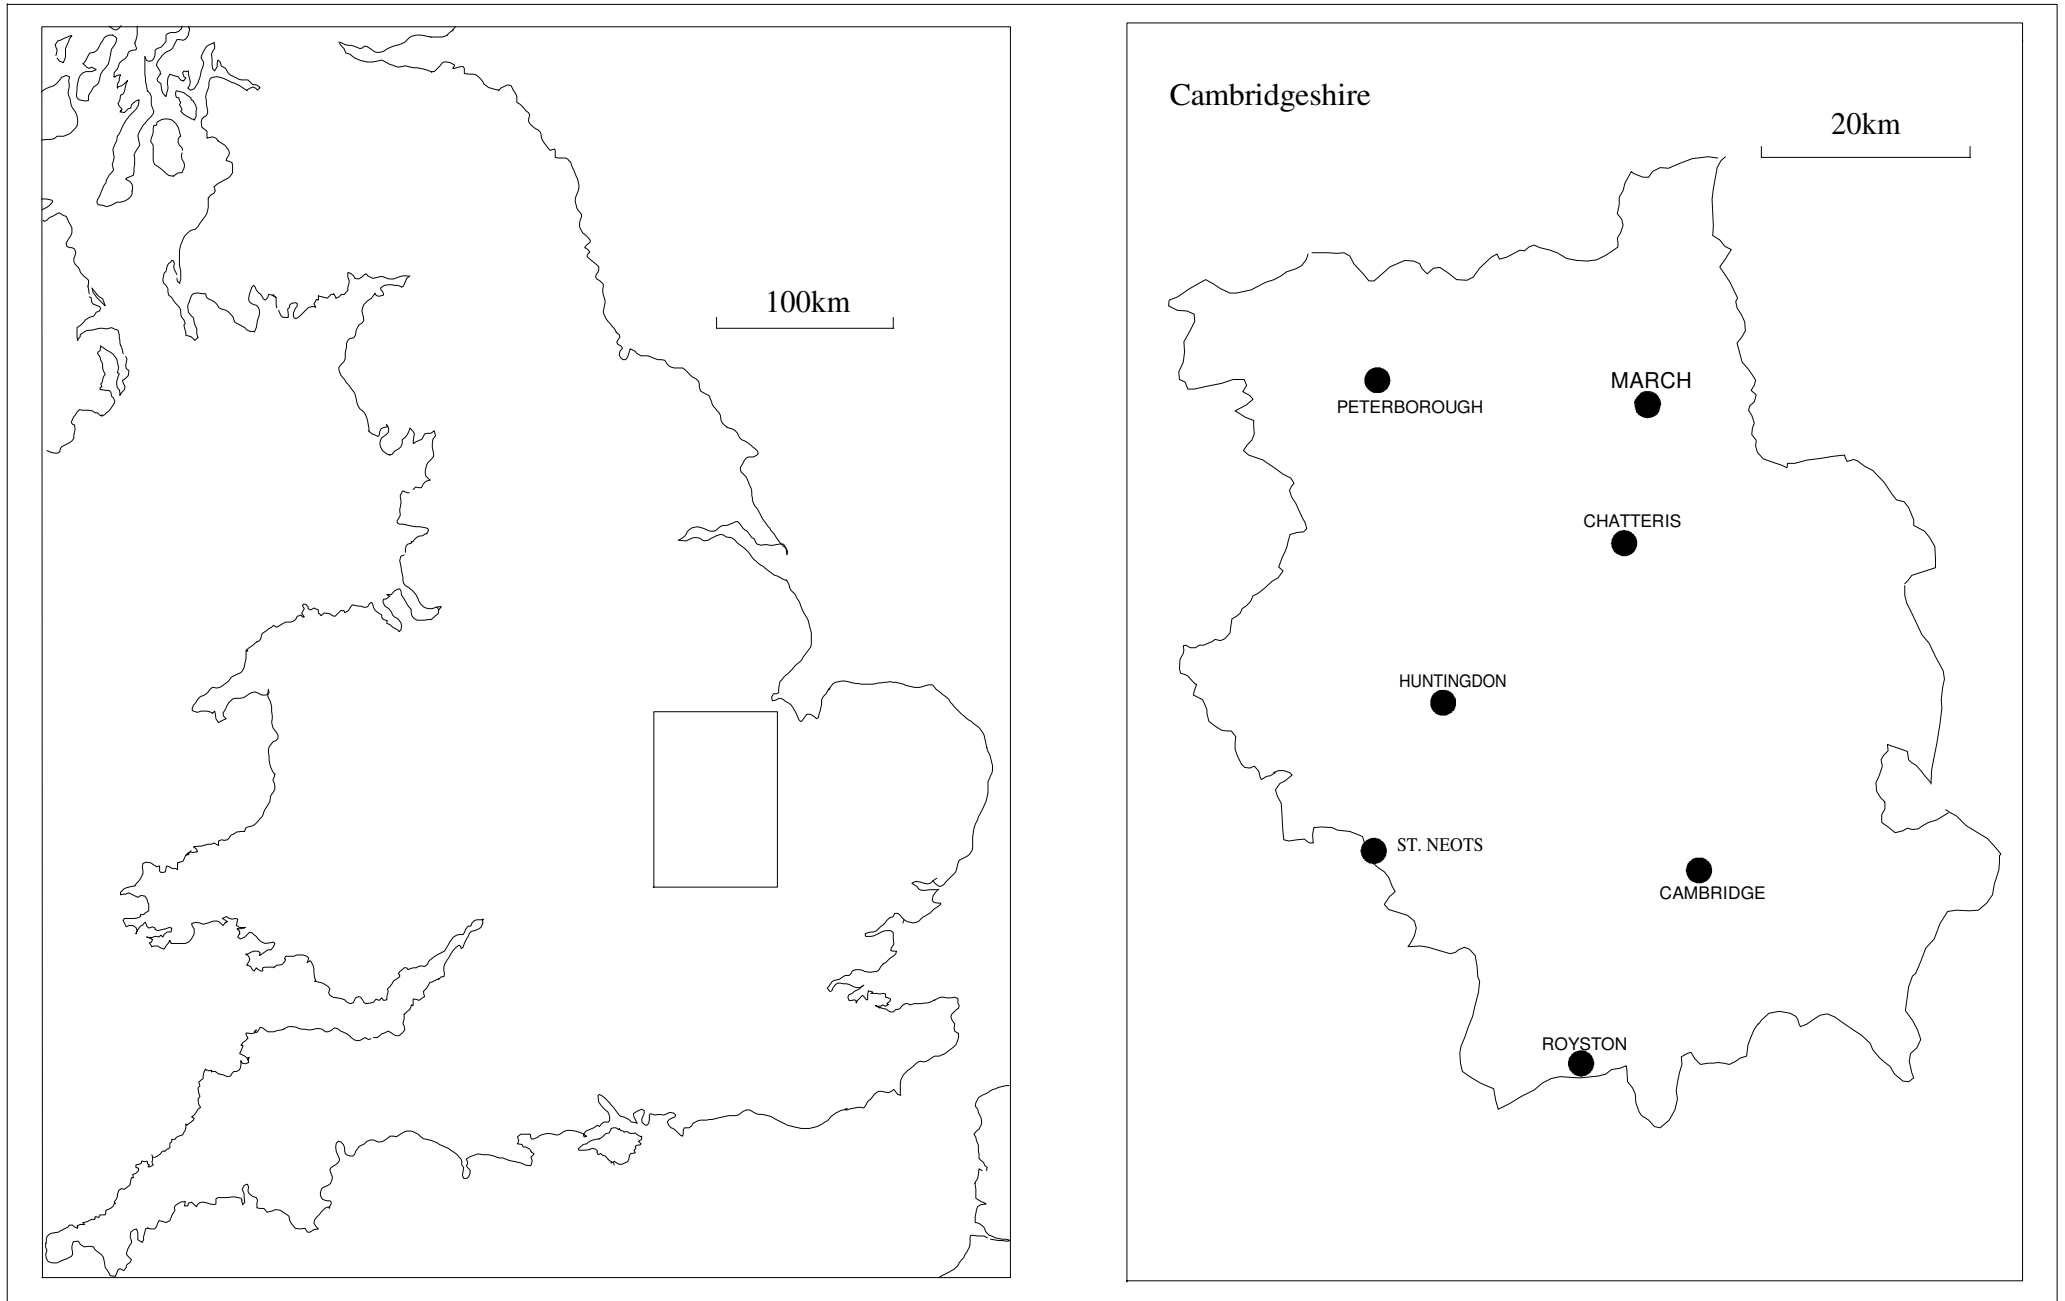 100km
Cambridgeshire
20km
MARCH
PETERBOROUGH
CHATTERIS
HUNTINGDON
ST. NEOTS
CAMBRIDGE
ROYSTON